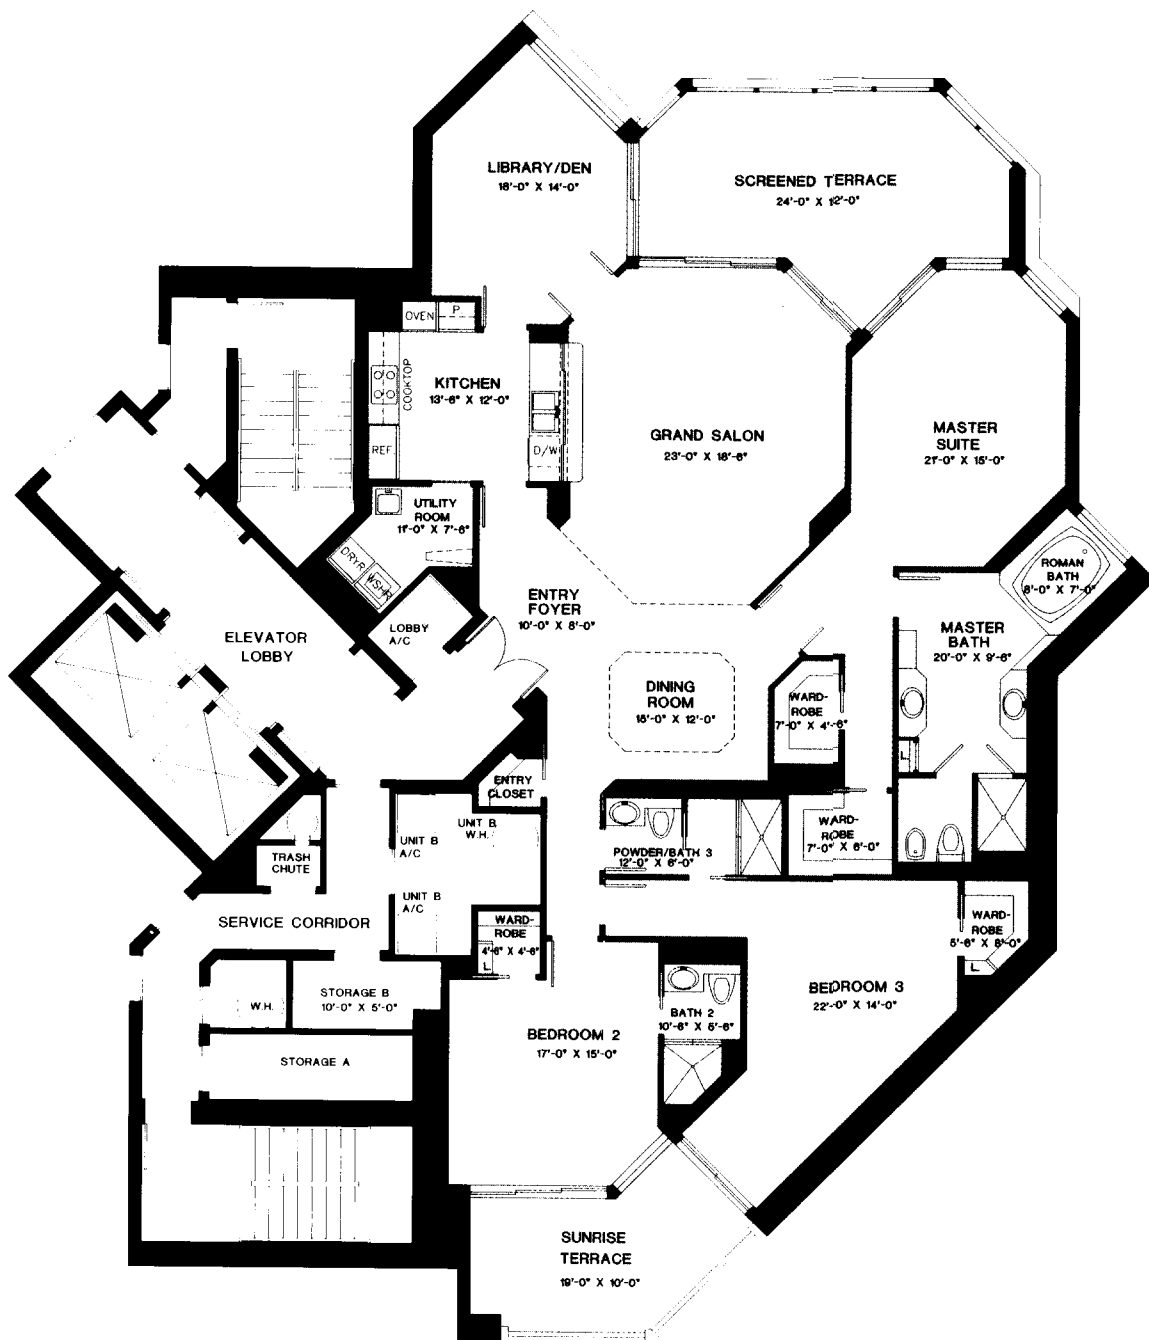 LIBRARY/DEN
18'-0" X 14'-0"
SCREENED TERRACE
24'-0" X 12'-0"
OVEN
P.
COOKTOP
KITCHEN
13'-6" X 12'-0"
REF.
D/W
GRAND SALON
23'-0" X 18'-6"
MASTER
SUITE
21'-0" X 15'-0"
UTILITY
ROOM
11'-0" X 7'-6"
DRYR
WSHR
ROMAN
BATH
8'-0" X 7'-0"
ENTRY
FOYER
10'-0" X 8'-0"
LOBBY
A/C
ELEVATOR
LOBBY
MASTER
BATH
20'-0" X 9'-6"
DINING
ROOM
18'-0" X 12'-0"
WARD-
ROBE
7'-0" X 4'-6"
L
ENTRY
CLOSET
UNIT B
W.H.
UNIT B
A/C
WARD-
ROBE
7'-0" X 6'-0"
TRASH
CHUTE
POWDER/BATH 3
12'-0" X 6'-0"
UNIT B
A/C
SERVICE CORRIDOR
WARD-
ROBE
4'-6" X 4'-6"
L
WARD-
ROBE
5'-6" X 8'-0"
L
STORAGE B
10'-0" X 5'-0"
W.H.
BEDROOM 3
22'-0" X 14'-0"
BATH 2
10'-6" X 5'-6"
BEDROOM 2
17'-0" X 15'-0"
STORAGE A
SUNRISE
TERRACE
19'-0" X 10'-0"